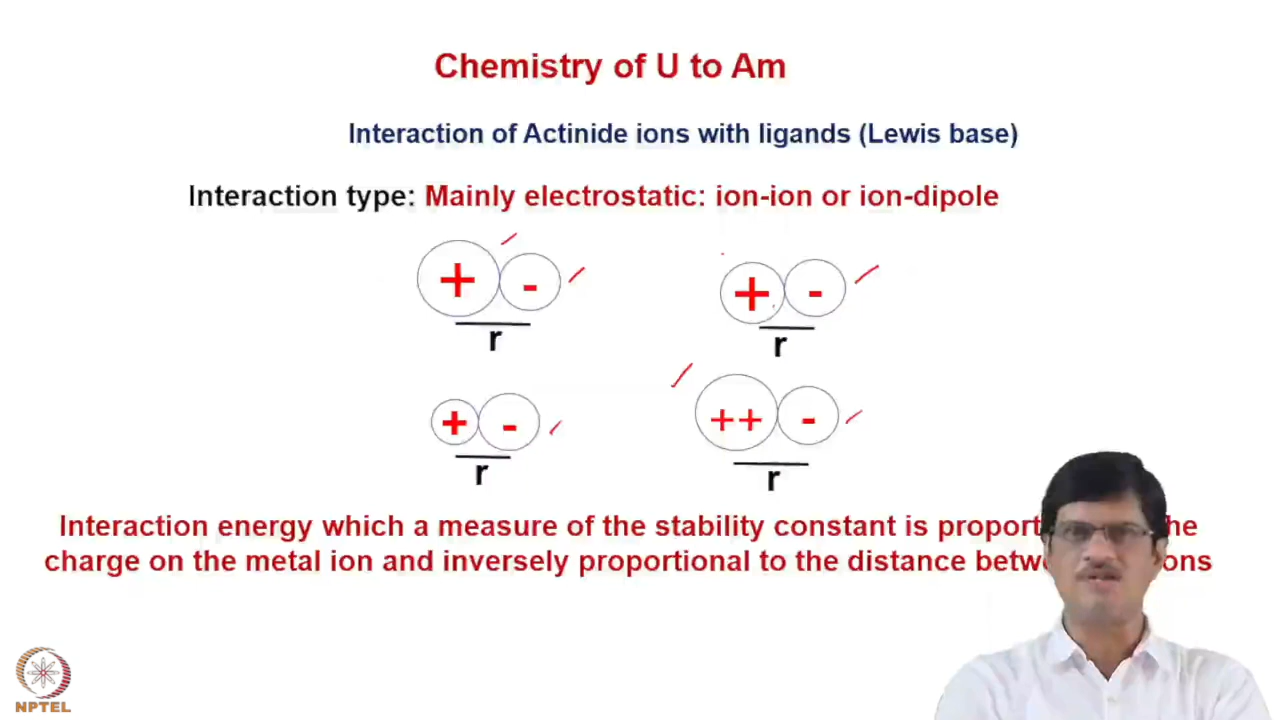 Chemistry of U to Am
Interaction of Actinide ions with ligands (Lewis base)
Interaction type: Mainly electrostatic: ion-ion or ion-dipole
+ -
+ -
r
r
+ -
++ -
r
r
Interaction energy which a measure of the stability constant is proport he
charge on the metal ion and inversely proportional to the distance betw ons
NPTEL